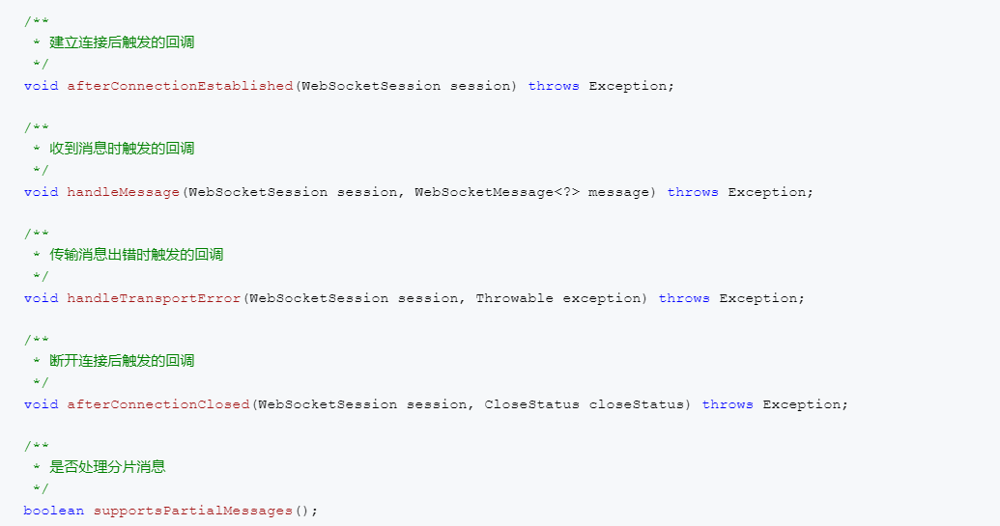 /**
 * 建立连接后触发的回调
 */
void afterConnectionEstablished(WebSocketSession session) throws Exception;

/**
 * 收到消息时触发的回调
 */
void handleMessage(WebSocketSession session, WebSocketMessage<?> message) throws Exception;

/**
 * 传输消息出错时触发的回调
 */
void handleTransportError(WebSocketSession session, Throwable exception) throws Exception;

/**
 * 断开连接后触发的回调
 */
void afterConnectionClosed(WebSocketSession session, CloseStatus closeStatus) throws Exception;

/**
 * 是否处理分片消息
 */
boolean supportsPartialMessages();